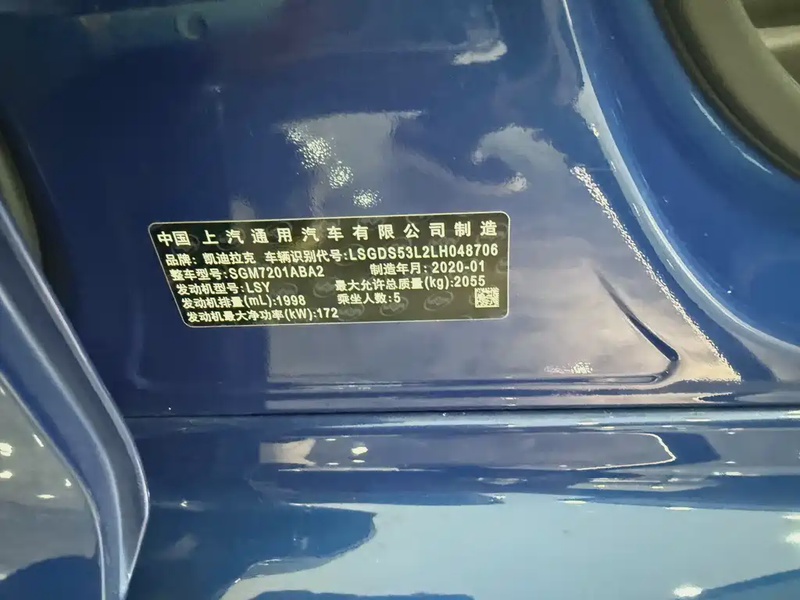 中国 上汽通用汽车有限公司制造
品牌: 凯迪拉克 车辆识别代号:LSGDS53L2LH048706
整车型号:SGM7201ABA2 制造年月:2020-01
发动机型号:LSY 最大允许总质量(kg):2055
发动机排量(mL):1998 乘坐人数:5
发动机最大净功率(kW):172